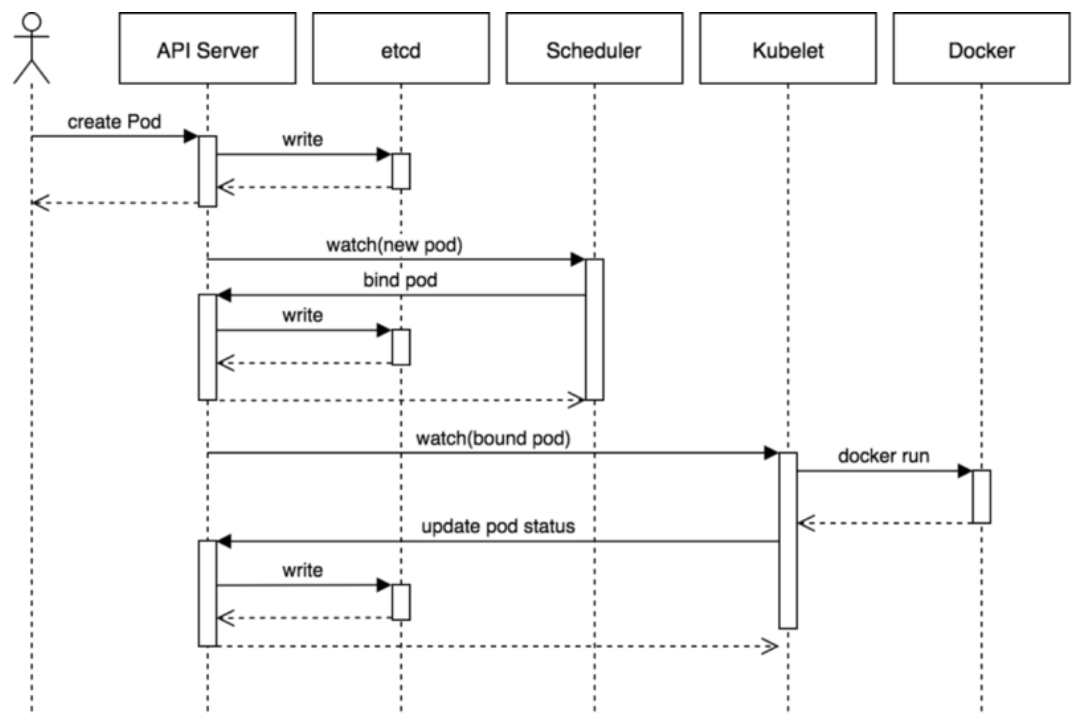 API Server
etcd
Scheduler
Kubelet
Docker
create Pod
write
watch(new pod)
bind pod
write
watch(bound pod)
docker run
update pod status
write